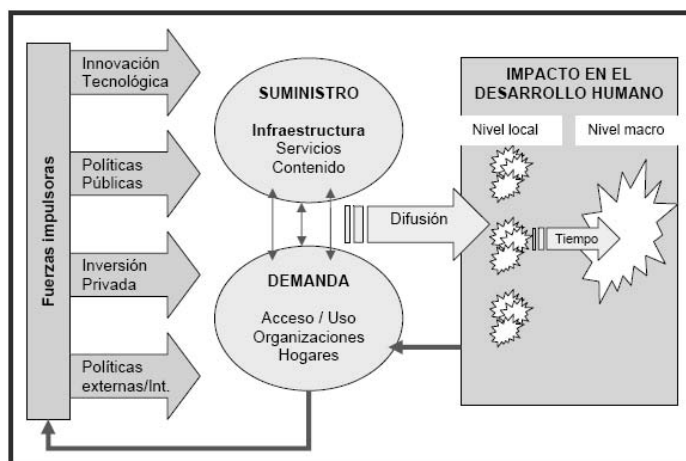 Fuerzas impulsoras
Innovación
Tecnológica
Políticas
Públicas
Inversión
Privada
Políticas
externas/Int.
SUMINISTRO
Infraestructura
Servicios
Contenido
DEMANDA
Acceso / Uso
Organizaciones
Hogares
Difusión
IMPACTO EN EL
DESARROLLO HUMANO
Nivel local
Nivel macro
Tiempo